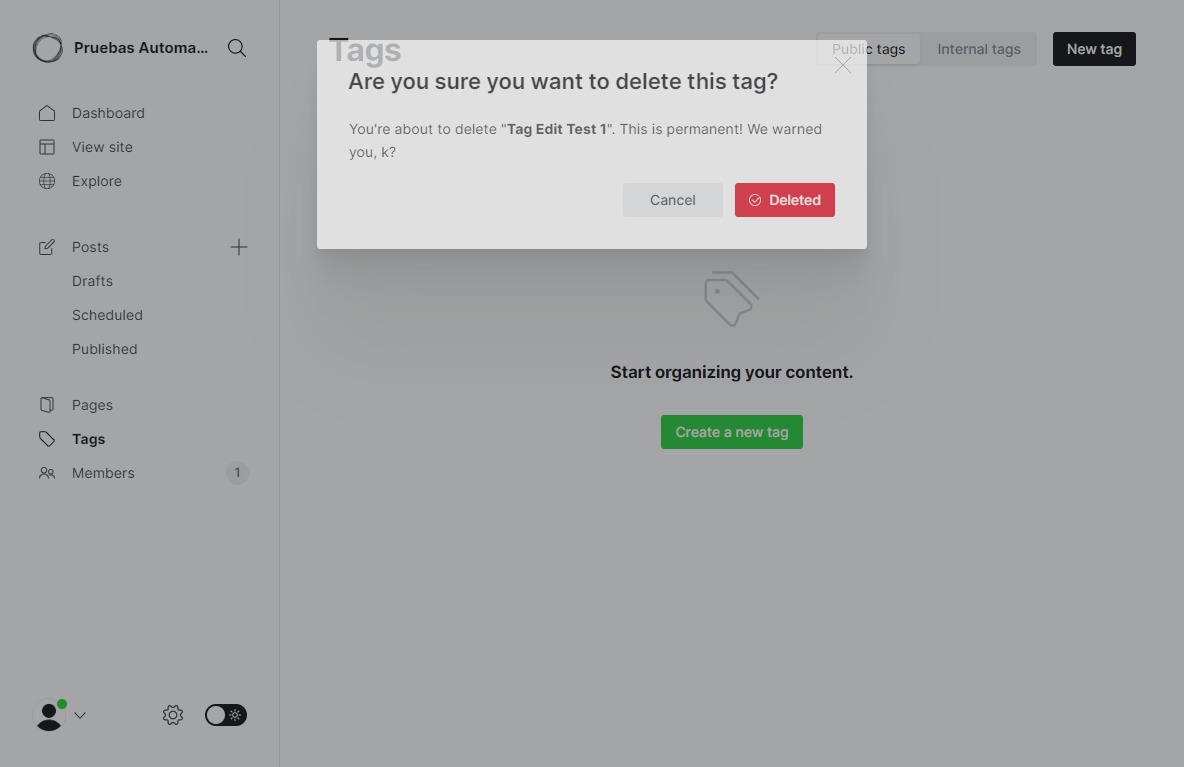 Pruebas Automa...
Dashboard
View site
Explore
Posts
Drafts
Scheduled
Published
Pages
Tags
Members
1
Tags
Public tags
Internal tags
New tag
Are you sure you want to delete this tag?
You're about to delete "Tag Edit Test 1". This is permanent! We warned
you, k?
Cancel
Deleted
Start organizing your content.
Create a new tag